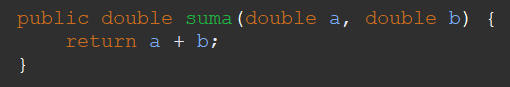 public double suma(double a, double b) {
    return a + b;
}